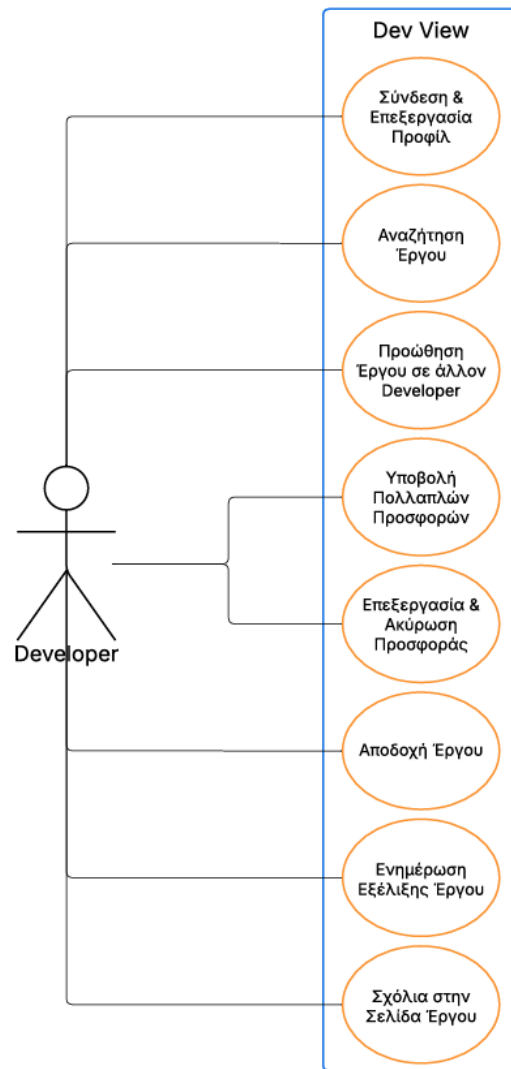 Dev View
Σύνδεση &
Επεξεργασία
Προφίλ
Αναζήτηση
Έργου
Προώθηση
Έργου σε άλλον
Developer
Υποβολή
Πολλαπλών
Προσφορών
Επεξεργασία &
Ακύρωση
Προσφοράς
Developer
Αποδοχή Έργου
Ενημέρωση
Εξέλιξης Έργου
Σχόλια στην
Σελίδα Έργου